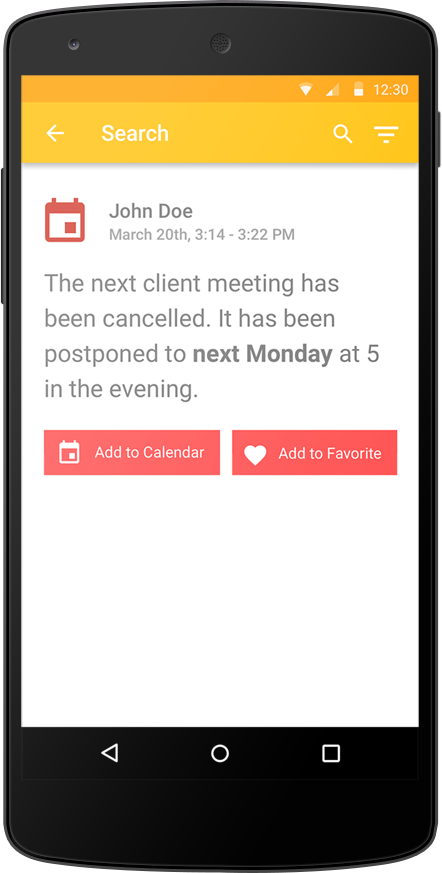 12:30
Search
John Doe
March 20th, 3:14 - 3:22 PM
The next client meeting has
been cancelled. It has been
postponed to next Monday at 5
in the evening.
Add to Calendar
Add to Favorite